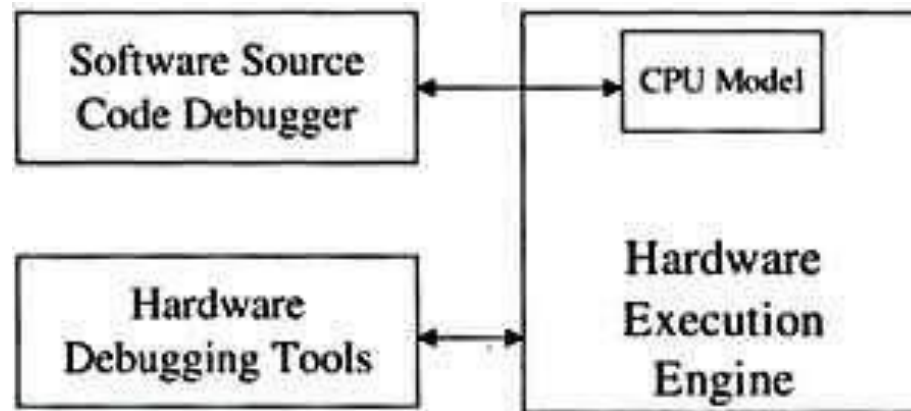 Software Source
Code Debugger
CPU Model
Hardware
Debugging Tools
Hardware
Execution
Engine